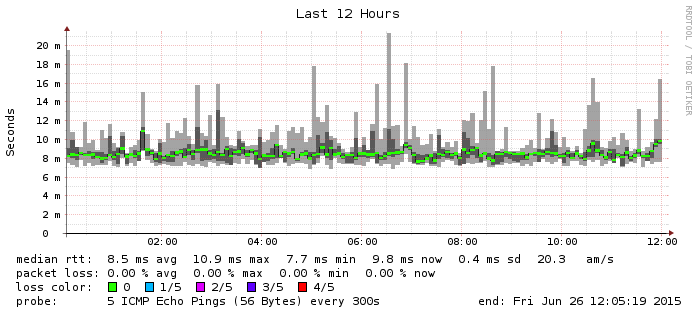 Last 12 Hours
RRDTOOL / TOBI OETIKER
Seconds
20 m
18 m
16 m
14 m
12 m
10 m
8 m
6 m
4 m
2 m
0
02:00 04:00 06:00 08:00 10:00 12:00
median rtt: 8.5 ms avg 10.9 ms max 7.7 ms min 9.8 ms now 0.4 ms sd 20.3 am/s
packet loss: 0.00 % avg 0.00 % max 0.00 % min 0.00 % now
loss color: 0 1/5 2/5 3/5 4/5
probe: 5 ICMP Echo Pings (56 Bytes) every 300s end: Fri Jun 26 12:05:19 2015